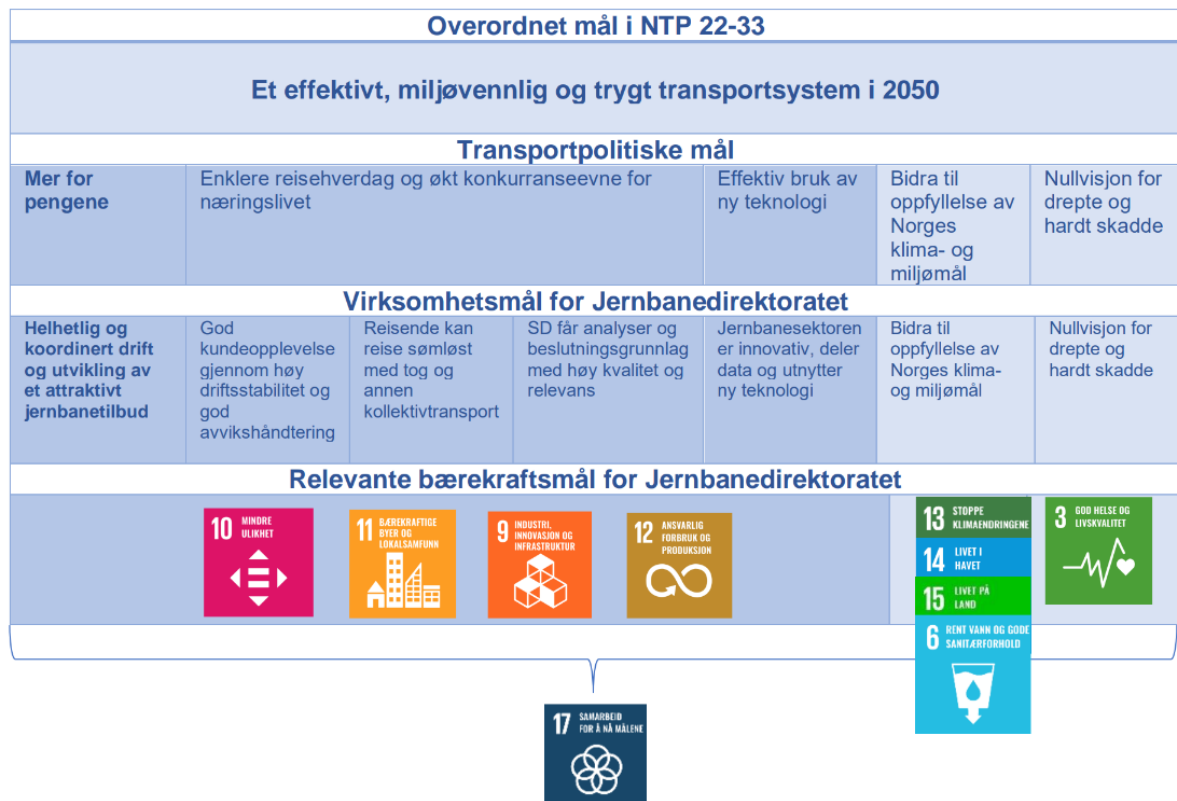 Overordnet mål i NTP 22-33
Et effektivt, miljøvennlig og trygt transportsystem i 2050
Transportpolitiske mål
Mer for
pengene
Enklere reisehverdag og økt konkurranseevne for
næringslivet
Effektiv bruk av
ny teknologi
Bidra til
oppfyllelse av
Norges
klima- og
miljømål
Nullvisjon for
drepte og
hardt skadde
Virksomhetsmål for Jernbanedirektoratet
Helhetlig og
koordinert drift
og utvikling av
et attraktivt
jernbanetilbud
God
kundeopplevelse
gjennom høy
driftsstabilitet og
god
avvikshåndtering
Reisende kan
reise sømløst
med tog og
annen
kollektivtransport
SD får analyser og
beslutningsgrunnlag
med høy kvalitet og
relevans
Jernbanesektoren
er innovativ, deler
data og utnytter
ny teknologi
Bidra til
oppfyllelse av
Norges klima-
og miljømål
Nullvisjon for
drepte og
hardt skadde
Relevante bærekraftsmål for Jernbanedirektoratet
10 MINDRE
ULIKHET
11 BÆREKRAFTIGE
BYER OG
LOKALSAMFUNN
9 INDUSTRI,
INNOVASJON OG
INFRASTRUKTUR
12 ANSVARLIG
FORBRUK OG
PRODUKSJON
13 STOPPE
KLIMAENDRINGENE
14 LIVET I
HAVET
15 LIVET PÅ
LAND
6 RENT VANN OG GODE
SANITÆRFORHOLD
3 GOD HELSE OG
LIVSKVALITET
17 SAMARBEID
FOR Å NÅ MÅLENE